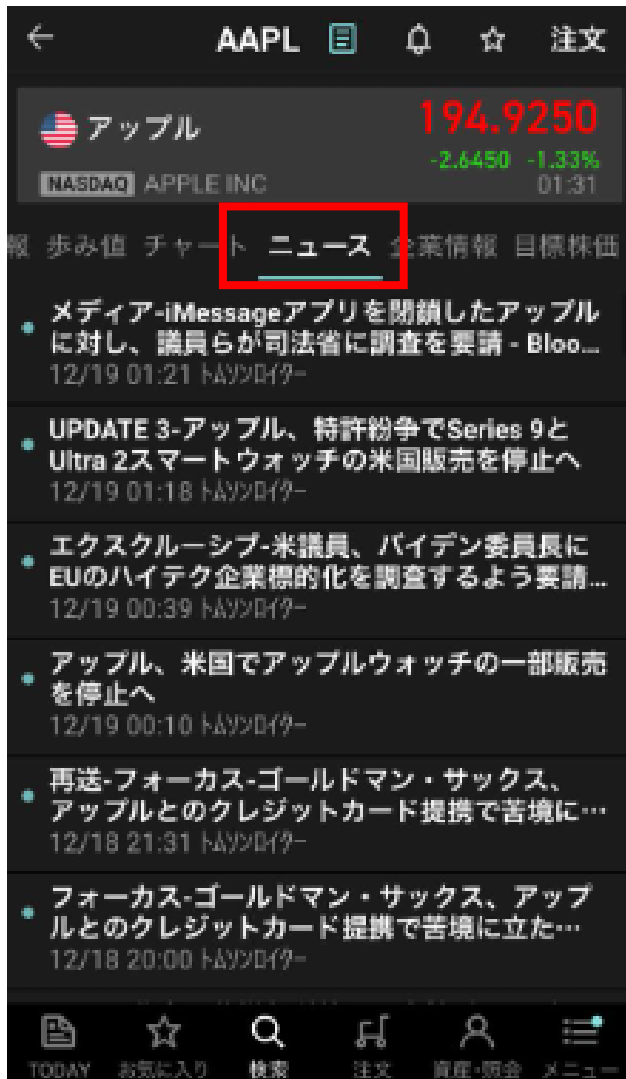 AAPL 注文
アップル 194.9250
-2.6450 -1.33%
NASDAQ APPLE INC 01:31
報 歩み値 チャート ニュース 企業情報 目標株価
メディア-iMessageアプリを閉鎖したアップル
に対し、議員らが司法省に調査を要請 - Bloo...
12/19 01:21 ﾄﾑｿﾝﾛｲﾀｰ
UPDATE 3-アップル、特許紛争でSeries 9と
Ultra 2スマートウォッチの米国販売を停止へ
12/19 01:18 ﾄﾑｿﾝﾛｲﾀｰ
エクスクルーシブ-米議員、バイデン委員長に
EUのハイテク企業標的化を調査するよう要請...
12/19 00:39 ﾄﾑｿﾝﾛｲﾀｰ
アップル、米国でアップルウォッチの一部販売
を停止へ
12/19 00:10 ﾄﾑｿﾝﾛｲﾀｰ
再送-フォーカス-ゴールドマン・サックス、
アップルとのクレジットカード提携で苦境に…
12/18 21:31 ﾄﾑｿﾝﾛｲﾀｰ
フォーカス-ゴールドマン・サックス、アップ
ルとのクレジットカード提携で苦境に立た…
12/18 20:00 ﾄﾑｿﾝﾛｲﾀｰ
TODAY お気に入り 検索 注文 資産・照会 メニュー